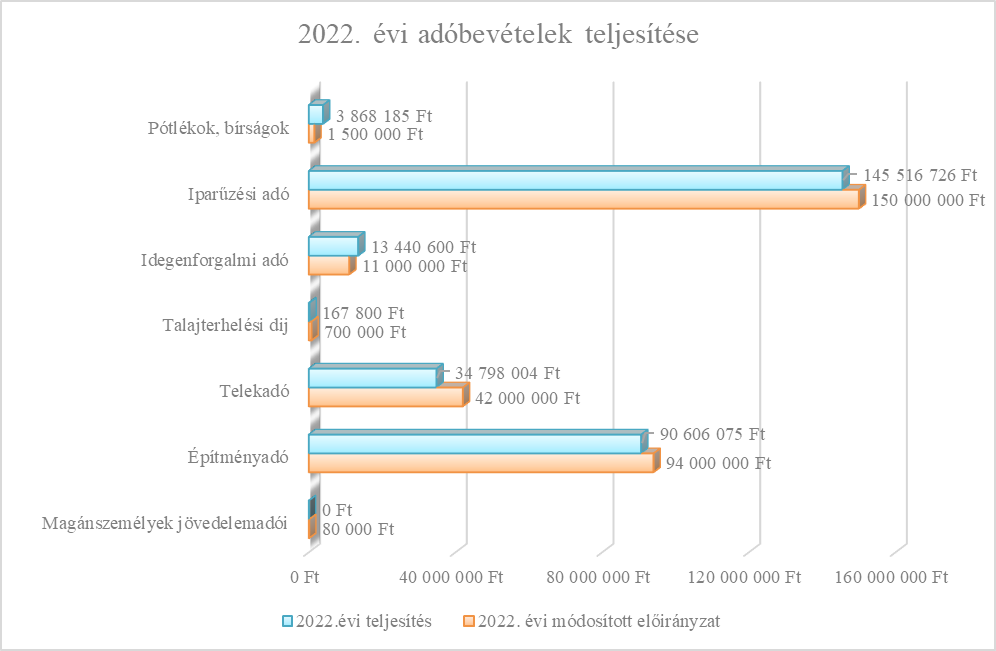 2022. évi adóbevételek teljesítése
Pótlékok, bírságok
3 868 185 Ft
1 500 000 Ft
Iparűzési adó
145 516 726 Ft
150 000 000 Ft
Idegenforgalmi adó
13 440 600 Ft
11 000 000 Ft
Talajterhelési díj
167 800 Ft
700 000 Ft
Telekadó
34 798 004 Ft
42 000 000 Ft
Építményadó
90 606 075 Ft
94 000 000 Ft
Magánszemélyek jövedelemadói
0 Ft
80 000 Ft
0 Ft 40 000 000 Ft 80 000 000 Ft 120 000 000 Ft 160 000 000 Ft
2022.évi teljesítés 2022. évi módosított előirányzat